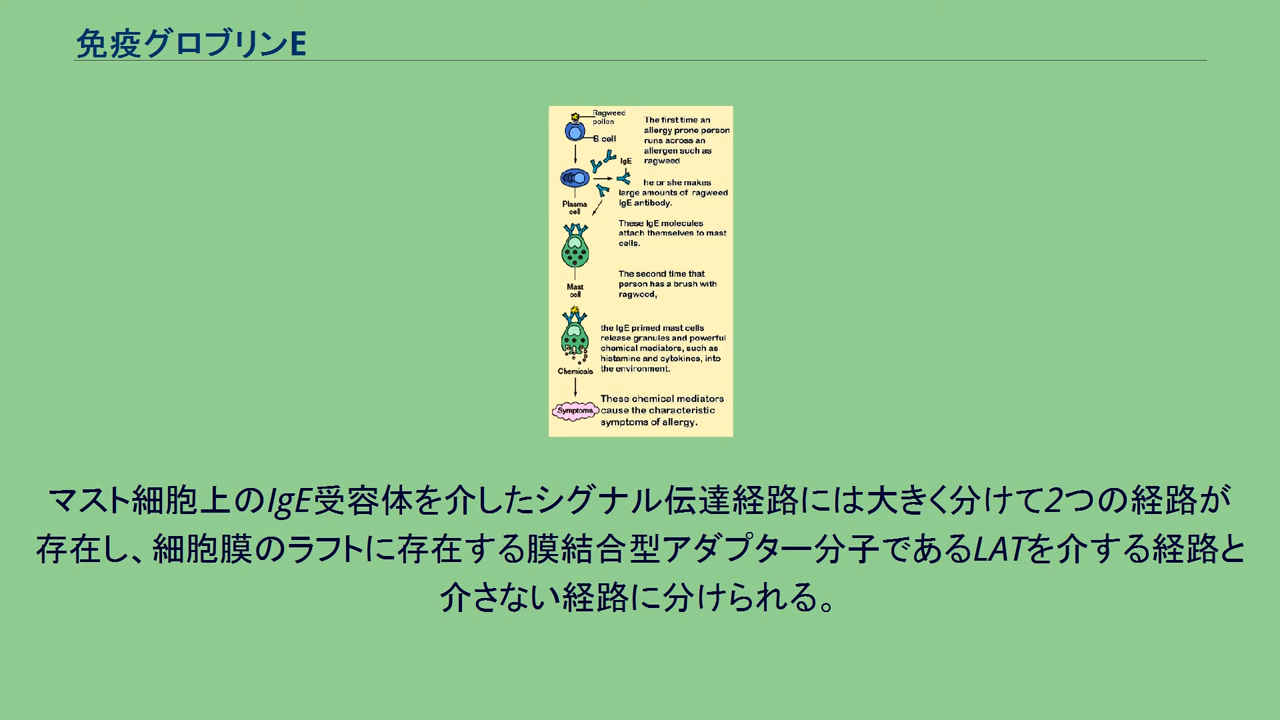 免疫グロブリンE
Ragweed
pollen
B cell
The first time an
allergy prone person
runs across an
allergen such as
ragweed
IgE
he or she makes
large amounts of ragweed
IgE antibody.
Plasma
cell
These IgE molecules
attach themselves to mast
cells.
Mast
cell
The second time that
person has a brush with
ragwood,
the IgE primed mast cells
release granules and powerful
chemical mediators, such as
histamine and cytokines, into
the environment.
Chemicals
Symptoms
These chemical mediators
cause the characteristic
symptoms of allergy.
マスト細胞上のIgE受容体を介したシグナル伝達経路には大きく分けて2つの経路が
存在し、細胞膜のラフトに存在する膜結合型アダプター分子であるLATを介する経路と
介さない経路に分けられる。